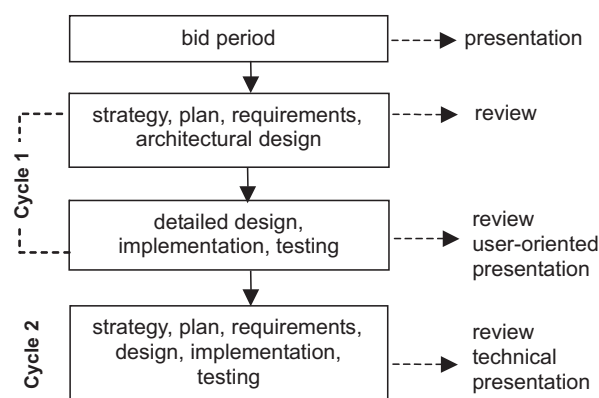 bid period
presentation
strategy, plan, requirements,
architectural design
review
Cycle 1
detailed design,
implementation, testing
review
user-oriented
presentation
Cycle 2
strategy, plan, requirements,
design, implementation,
testing
review
technical
presentation